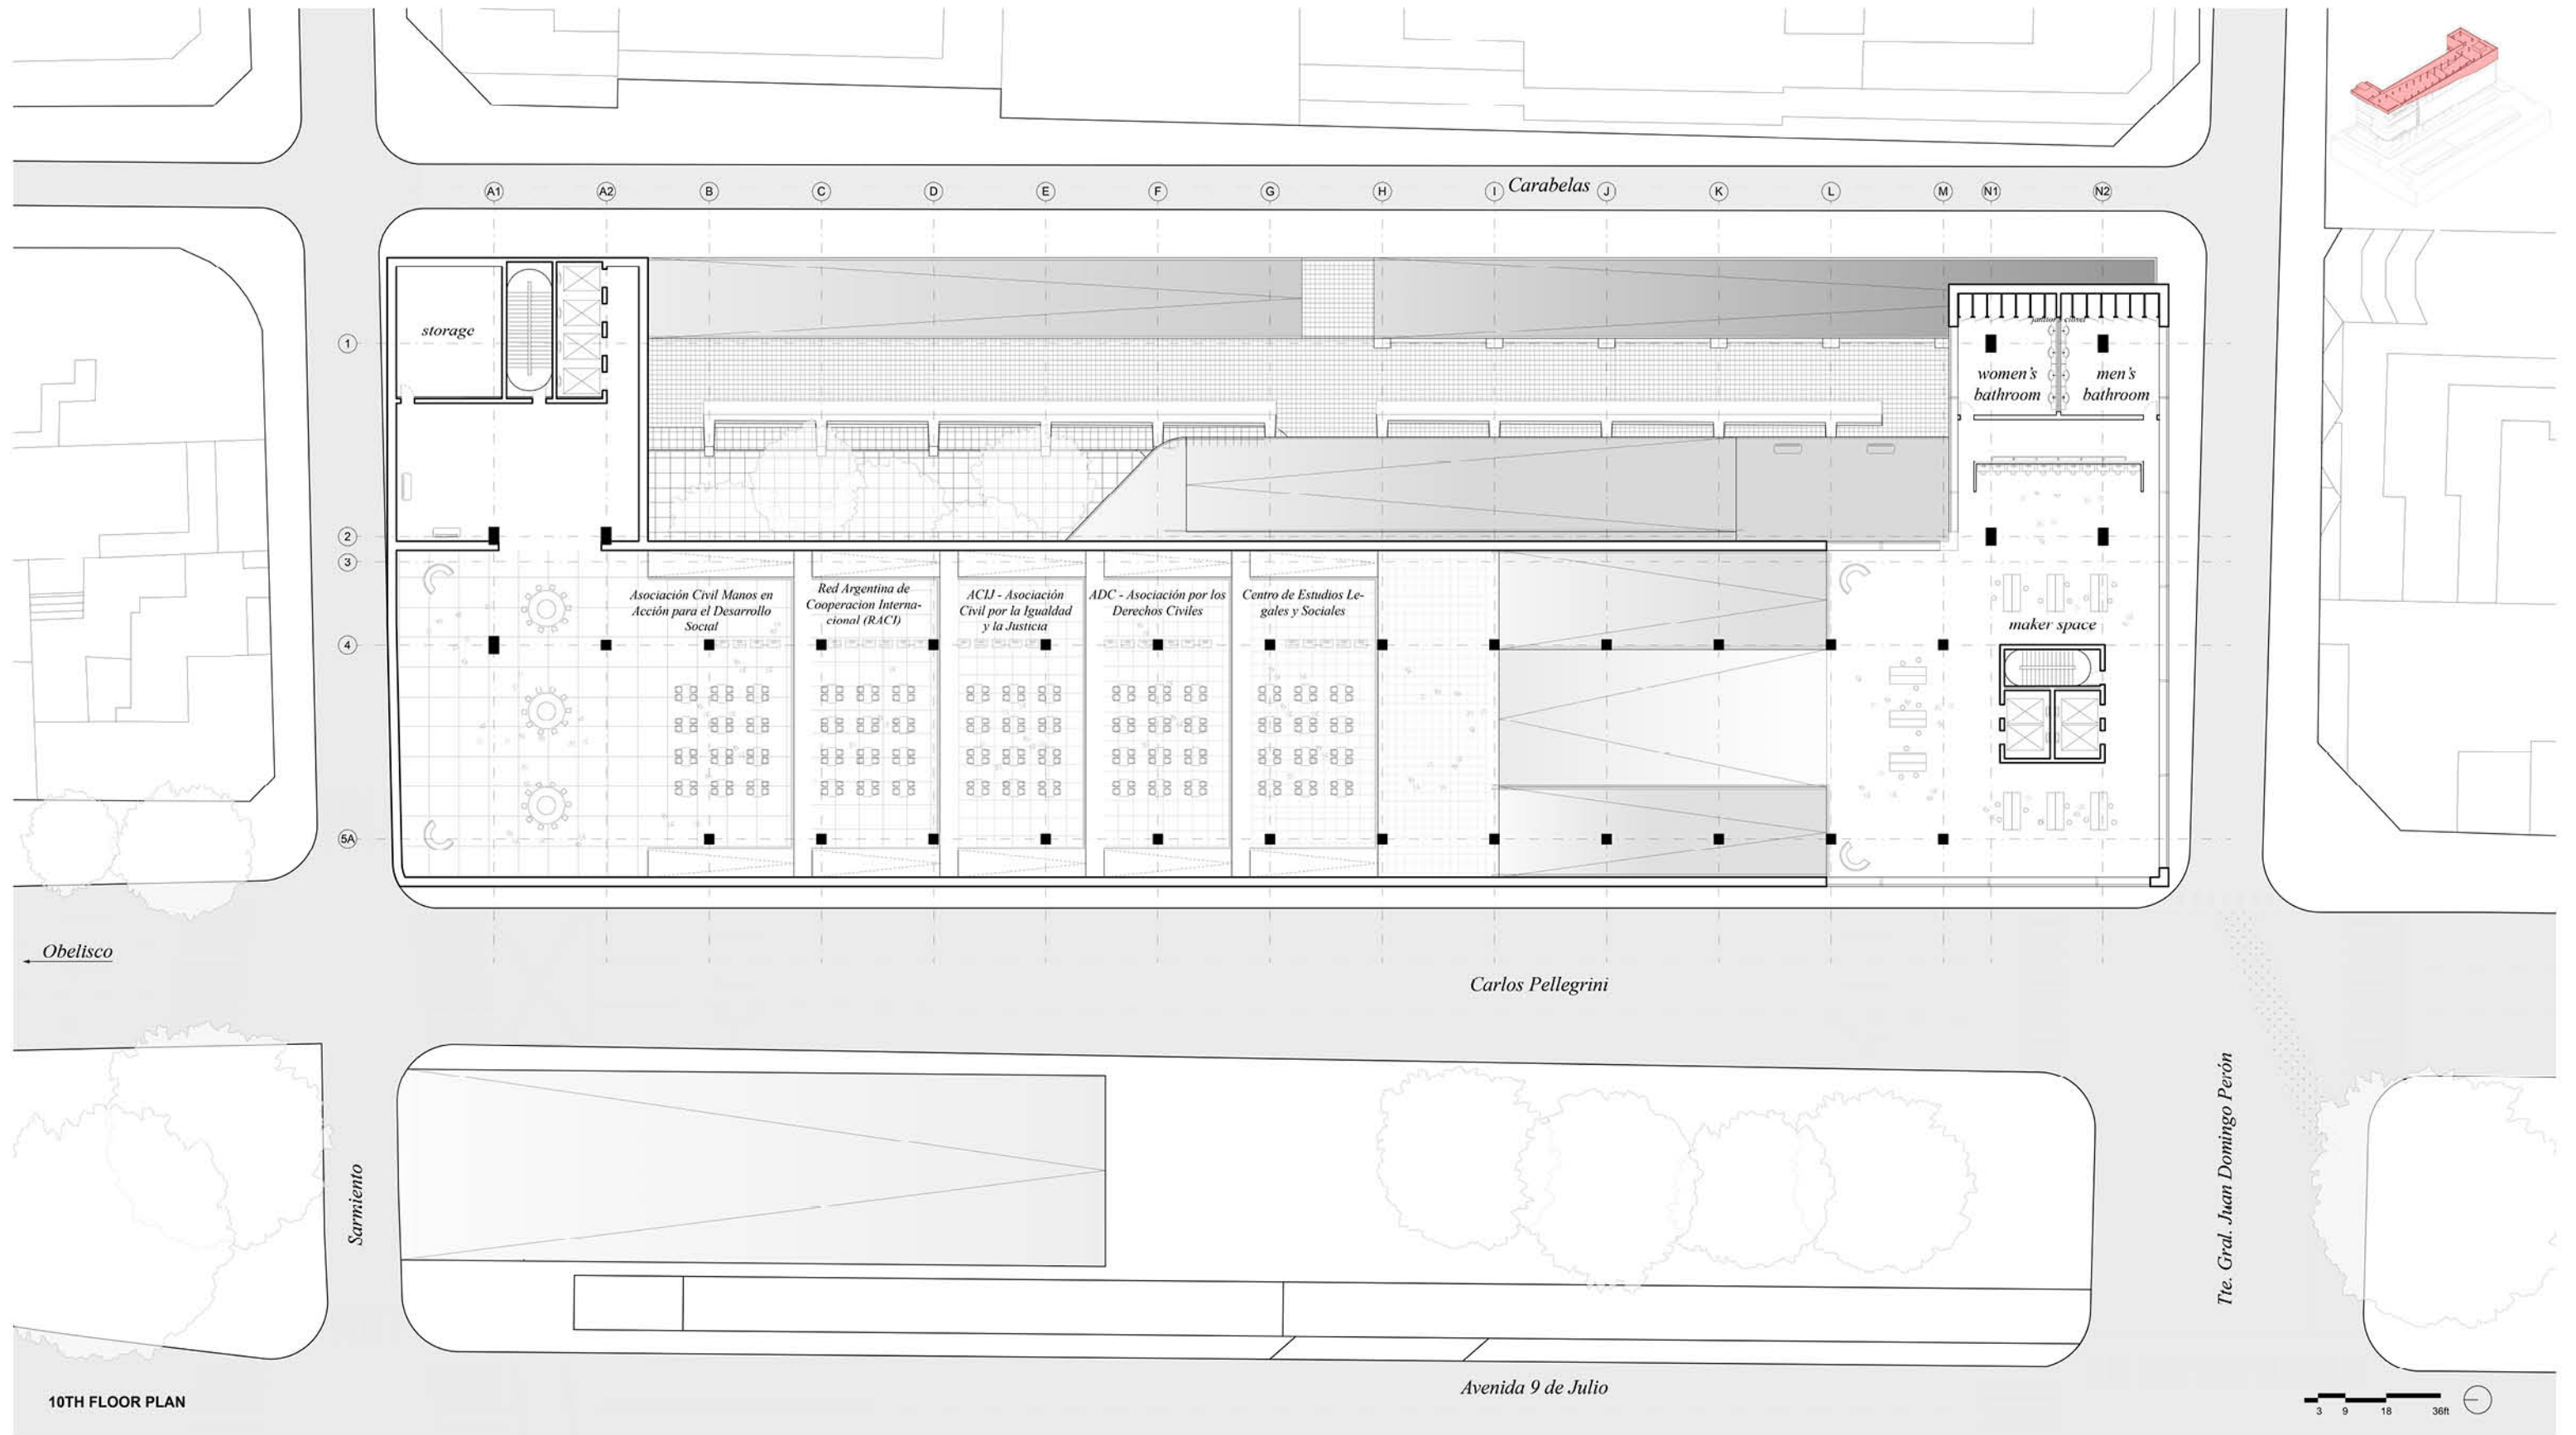 A1 A2 B C D E F G H I Carabelas J K L M N1 N2
storage
1
women's
bathroom
men's
bathroom
2
3
Asociación Civil Manos en
Acción para el Desarrollo
Social
Red Argentina de
Cooperacion Interna-
cional (RACI)
ACIJ - Asociación
Civil por la Igualdad
y la Justicia
ADC - Asociación por los
Derechos Civiles
Centro de Estudios Le-
gales y Sociales
maker space
4
5A
Obelisco
Carlos Pellegrini
Sarmiento
Tte. Gral. Juan Domingo Perón
Avenida 9 de Julio
10TH FLOOR PLAN
3 9 18 36ft